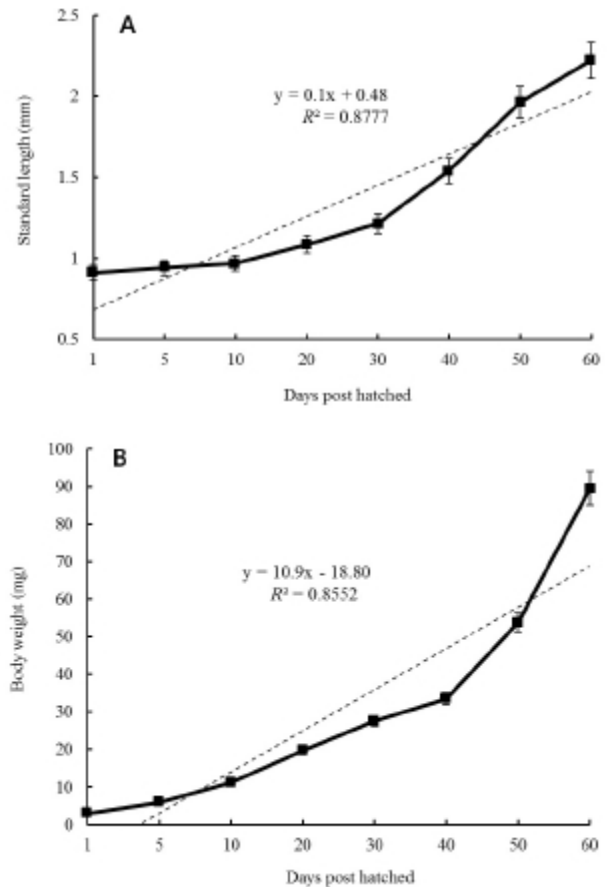 A
2.5
2
1.5
1
0.5
Standard length (mm)
y = 0.1x + 0.48
R² = 0.8777
1 5 10 20 30 40 50 60
Days post hatched
B
100
90
80
70
60
50
40
30
20
10
0
Body weight (mg)
y = 10.9x - 18.80
R² = 0.8552
1 5 10 20 30 40 50 60
Days post hatched